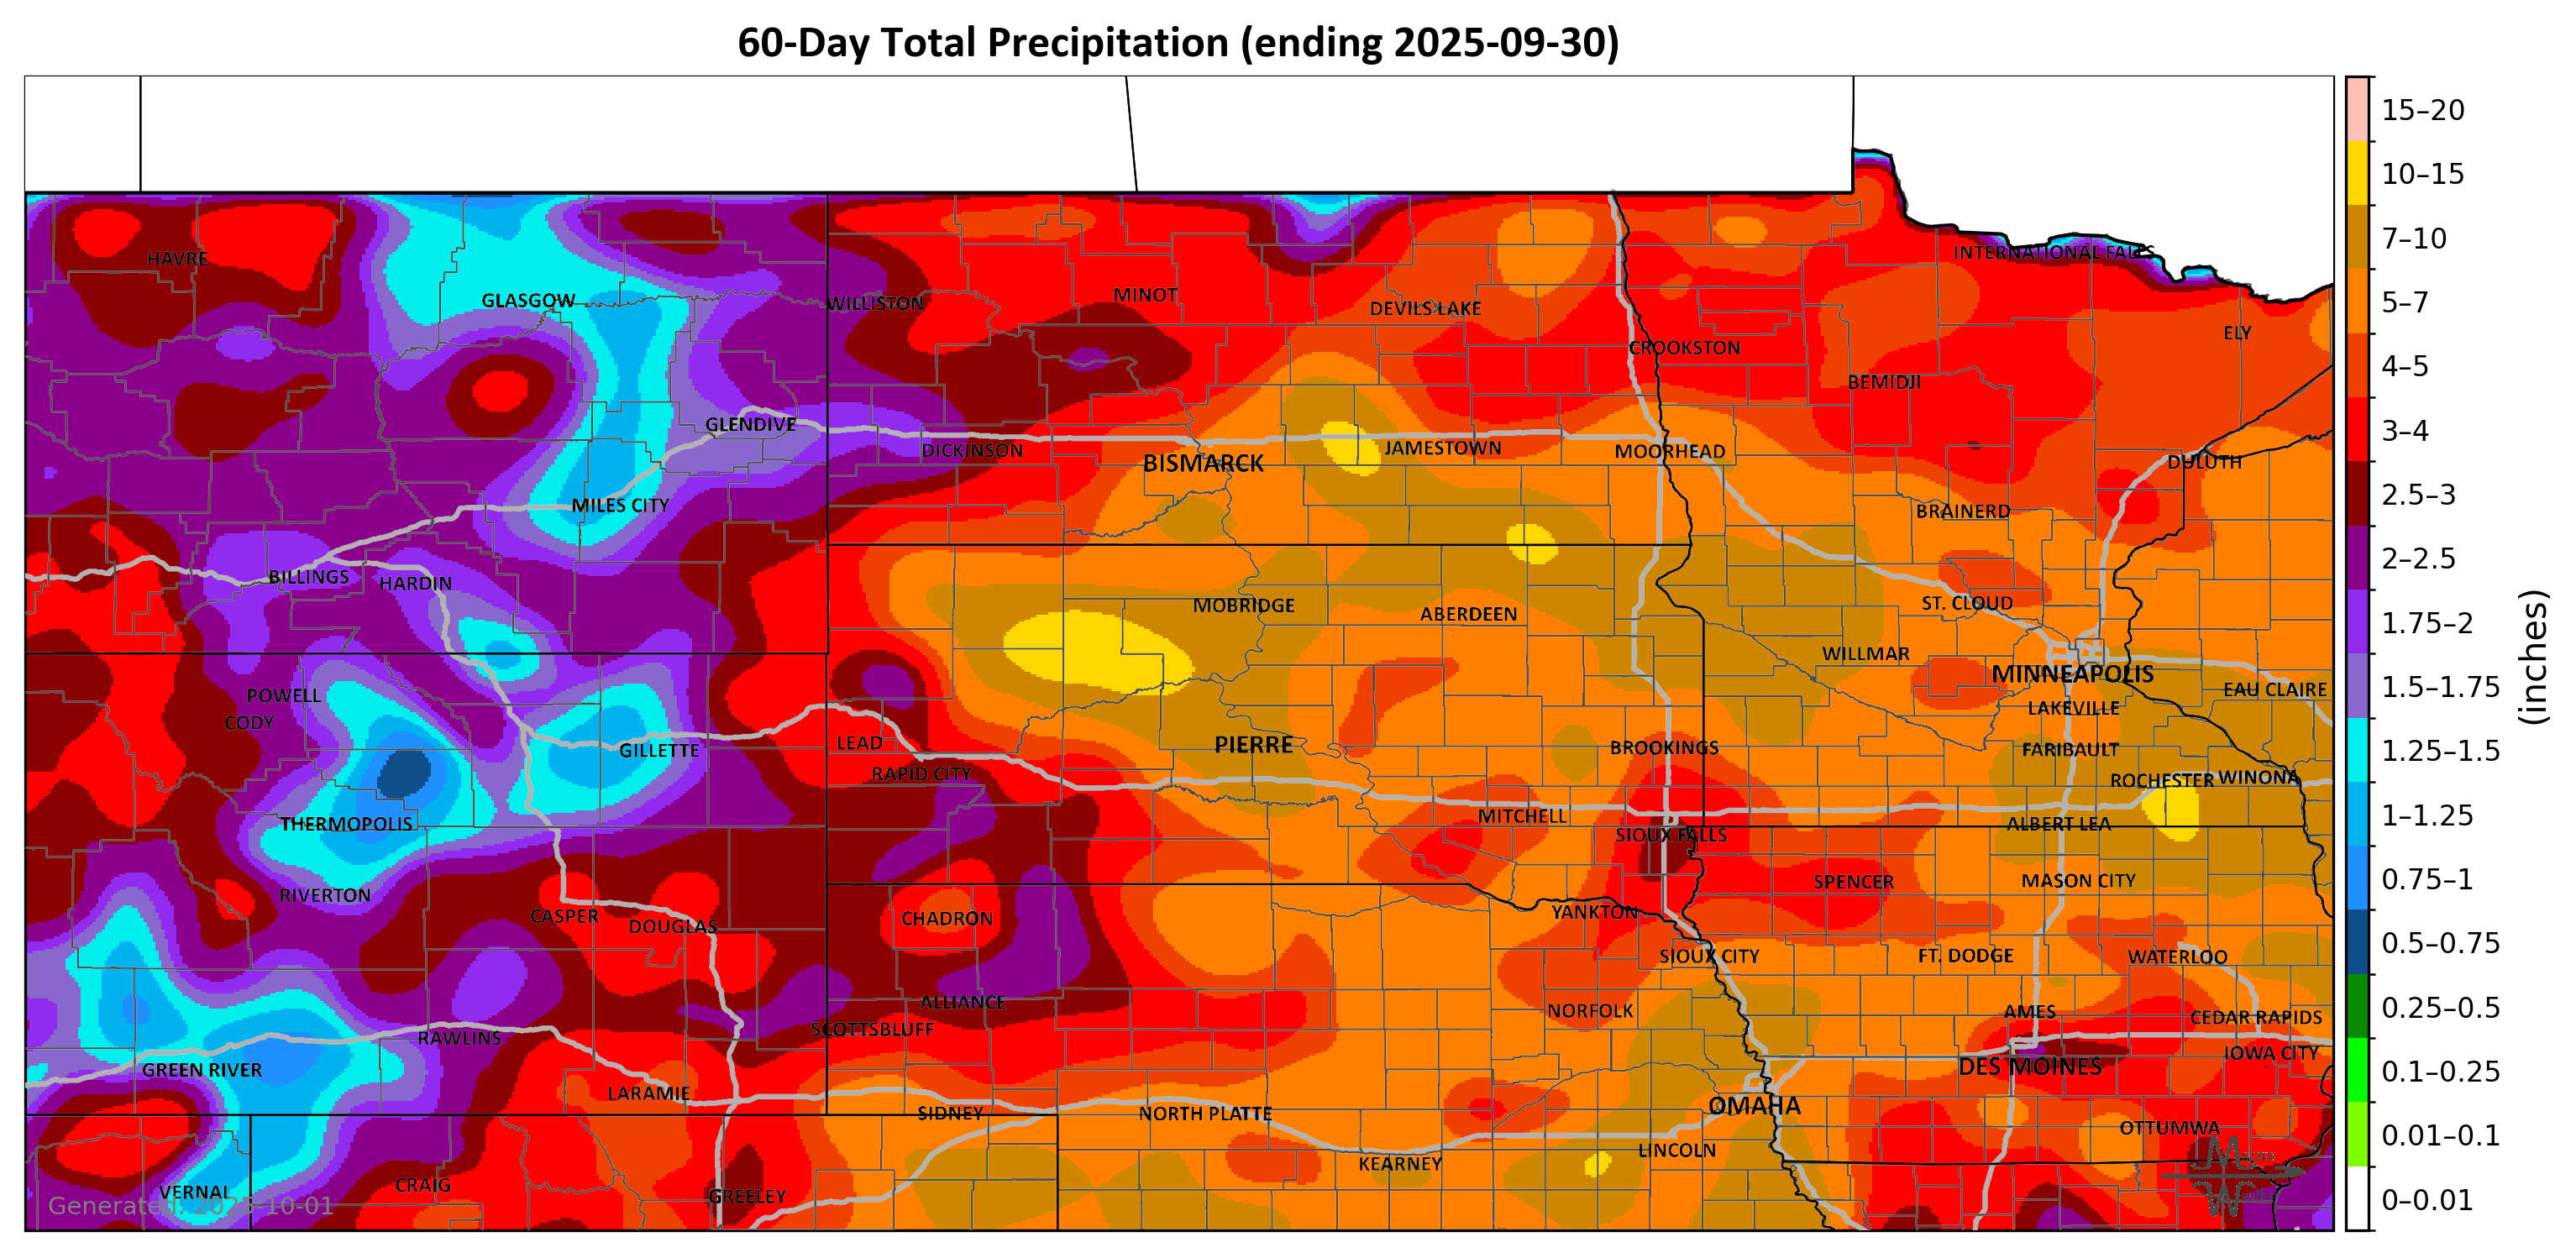 60-Day Total Precipitation (ending 2025-09-30)
15–20
10–15
7–10
5–7
4–5
3–4
2.5–3
2–2.5
1.75–2
1.5–1.75
1.25–1.5
1–1.25
0.75–1
0.5–0.75
0.25–0.5
0.1–0.25
0.01–0.1
0–0.01
(inches)
INTERNATIONAL FALLS
HAVRE
GLASGOW
WILLISTON
MINOT
DEVILS LAKE
ELY
CROOKSTON
BEMIDJI
GLENDIVE
DICKINSON
BISMARCK
JAMESTOWN
MOORHEAD
DULUTH
MILES CITY
BRAINERD
BILLINGS
HARDIN
MOBRIDGE
ABERDEEN
ST. CLOUD
WILLMAR
MINNEAPOLIS
POWELL
EAU CLAIRE
CODY
LAKEVILLE
GILLETTE
LEAD
PIERRE
BROOKINGS
FARIBAULT
RAPID CITY
ROCHESTER
WINONA
THERMOPOLIS
MITCHELL
SIOUX FALLS
ALBERT LEA
RIVERTON
SPENCER
MASON CITY
CASPER
DOUGLAS
CHADRON
YANKTON
SIOUX CITY
FT. DODGE
WATERLOO
ALLIANCE
NORFOLK
AMES
SCOTTSBLUFF
CEDAR RAPIDS
RAWLINS
IOWA CITY
GREEN RIVER
DES MOINES
LARAMIE
OMAHA
SIDNEY
NORTH PLATTE
OTTUMWA
LINCOLN
KEARNEY
VERNAL
CRAIG
GREELEY
Generated: 2025-10-01